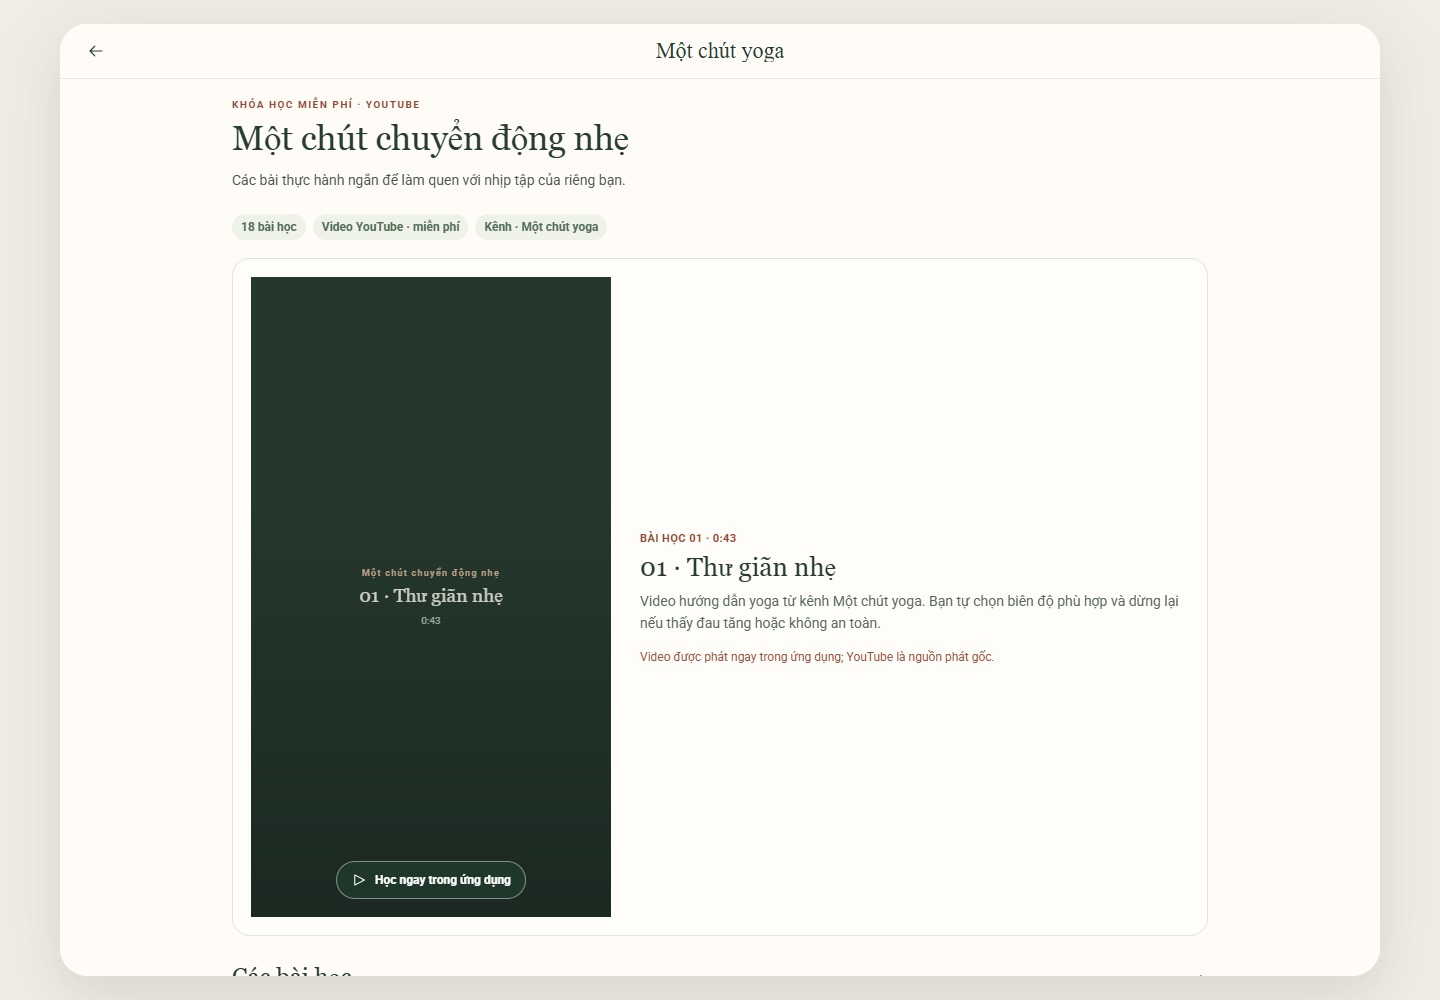 Một chút yoga
KHÓA HỌC MIỄN PHÍ · YOUTUBE
Một chút chuyển động nhẹ
Các bài thực hành ngắn để làm quen với nhịp tập của riêng bạn.
18 bài học
Video YouTube · miễn phí
Kênh · Một chút yoga
Một chút chuyển động nhẹ
01 · Thư giãn nhẹ
0:43
Học ngay trong ứng dụng
BÀI HỌC 01 · 0:43
01 · Thư giãn nhẹ
Video hướng dẫn yoga từ kênh Một chút yoga. Bạn tự chọn biên độ phù hợp và dừng lại
nếu thấy đau tăng hoặc không an toàn.
Video được phát ngay trong ứng dụng; YouTube là nguồn phát gốc.
Các bài học